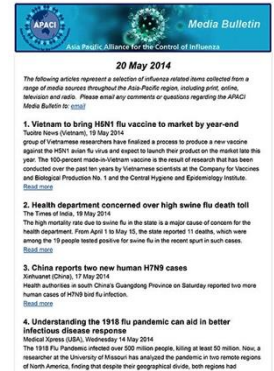 APACI
Media Bulletin
Asia Pacific Alliance for the Control of Influenza
20 May 2014
The following articles represent a selection of influenza related items collected from a
range of media sources throughout the Asia-Pacific region, including print, online,
television and radio. Please email any comments or questions regarding the APACI
Media Bulletin to: email
1. Vietnam to bring H5N1 flu vaccine to market by year-end
Tuoitre News (Vietnam), 19 May 2014
group of Vietnamese researchers have finalized a process to produce a new vaccine
against the H5N1 avian flu virus and expect to launch their product on the market late this
year. The 100-percent made-in-Vietnam vaccine is the result of research that has been
conducted over the past ten years by Vietnamese scientists at the Company for Vaccines
and Biological Production No. 1 and the Central Hygiene and Epidemiology Institute.
Read more
2. Health department concerned over high swine flu death toll
The Times of India, 19 May 2014
The high mortality rate due to swine flu in the state is a major cause of concern for the
health department. From April 1 to May 15, the state reported 11 deaths, which were
among the 19 people tested positive for swine flu in the recent spurt in such cases.
Read more
3. China reports two new human H7N9 cases
Xinhuanet (China), 17 May 2014
Health authorities in south China's Guangdong Province on Saturday reported two more
human cases of H7N9 bird flu infection.
Read more
4. Understanding the 1918 flu pandemic can aid in better
infectious disease response
Medical Xpress (USA), Wednesday 14 May 2014
The 1918 Flu Pandemic infected over 500 million people, killing at least 50 million. Now, a
researcher at the University of Missouri has analyzed the pandemic in two remote regions
of North America, finding that despite their geographical divide, both regions had